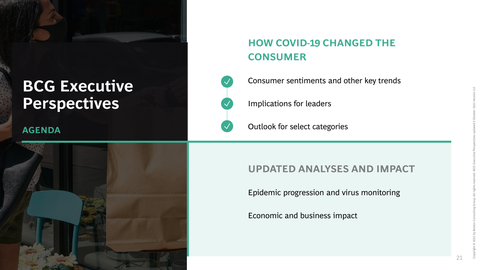 BCG Executive
Perspectives
AGENDA
HOW COVID-19 CHANGED THE
CONSUMER
Consumer sentiments and other key trends
Implications for leaders
Outlook for select categories
UPDATED ANALYSES AND IMPACT
Epidemic progression and virus monitoring
Economic and business impact
21